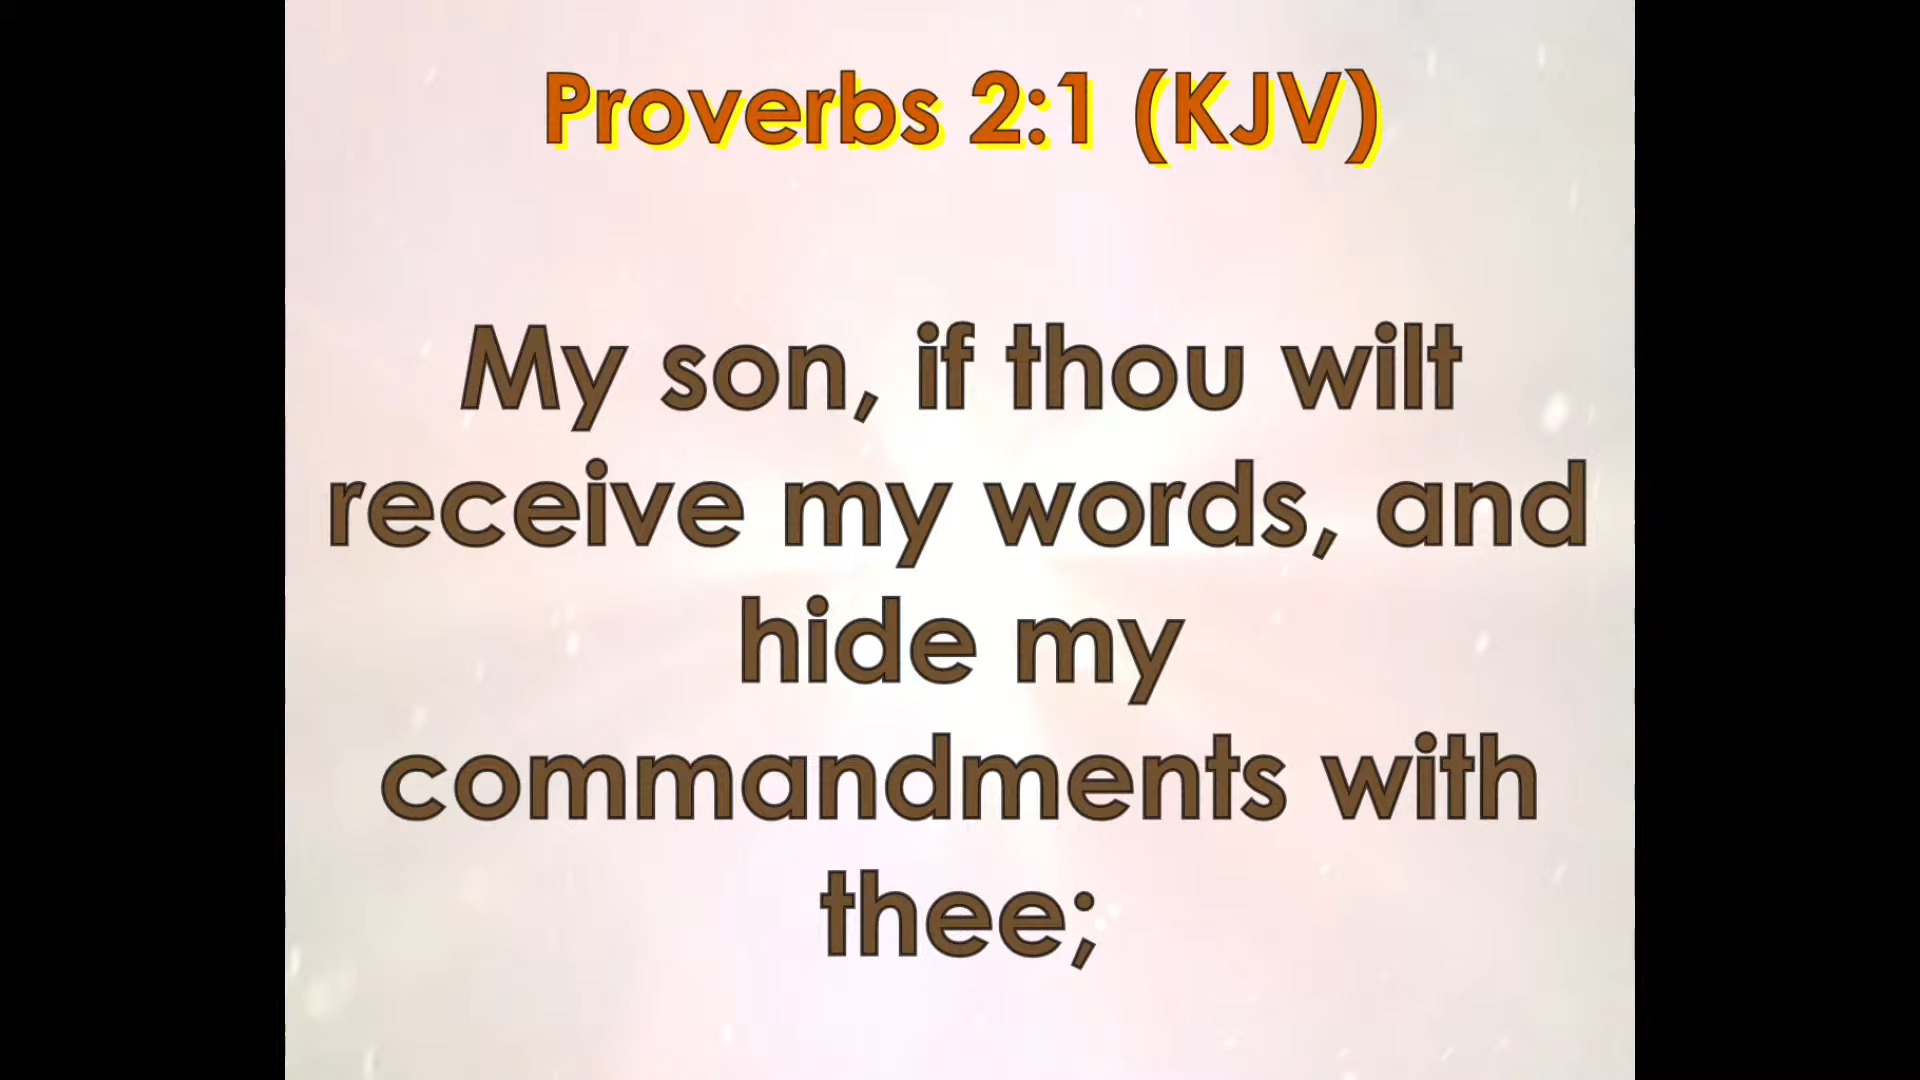 Proverbs 2:1 (KJV)
My son, if thou wilt
receive my words, and
hide my
commandments with
thee;